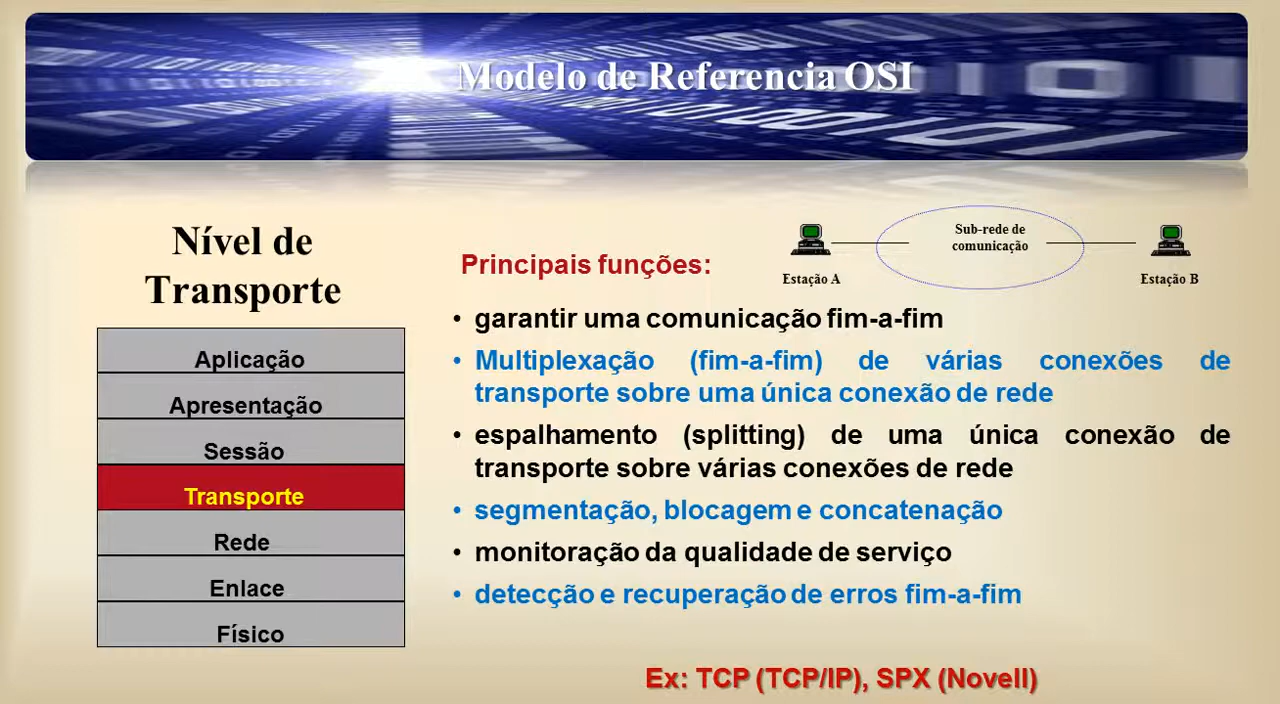 Modelo de Referencia OSI
Nível de
Transporte
Aplicação
Apresentação
Sessão
Transporte
Rede
Enlace
Físico
Sub-rede de
comunicação
Estação A
Estação B
Principais funções:
• garantir uma comunicação fim-a-fim
• Multiplexação (fim-a-fim) de várias conexões de
transporte sobre uma única conexão de rede
• espalhamento (splitting) de uma única conexão de
transporte sobre várias conexões de rede
• segmentação, blocagem e concatenação
• monitoração da qualidade de serviço
• detecção e recuperação de erros fim-a-fim
Ex: TCP (TCP/IP), SPX (Novell)